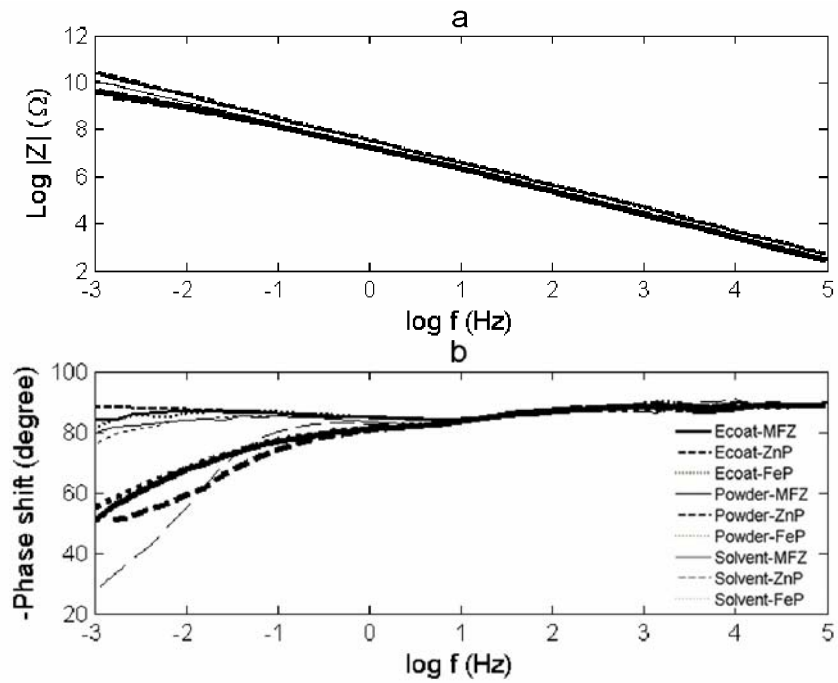 a
12
10
8
6
4
2
Log |Z| (Ω)
-3 -2 -1 0 1 2 3 4 5
log f (Hz)
b
100
80
60
40
20
-Phase shift (degree)
Ecoat-MFZ
Ecoat-ZnP
Ecoat-FeP
Powder-MFZ
Powder-ZnP
Powder-FeP
Solvent-MFZ
Solvent-ZnP
Solvent-FeP
-3 -2 -1 0 1 2 3 4 5
log f (Hz)